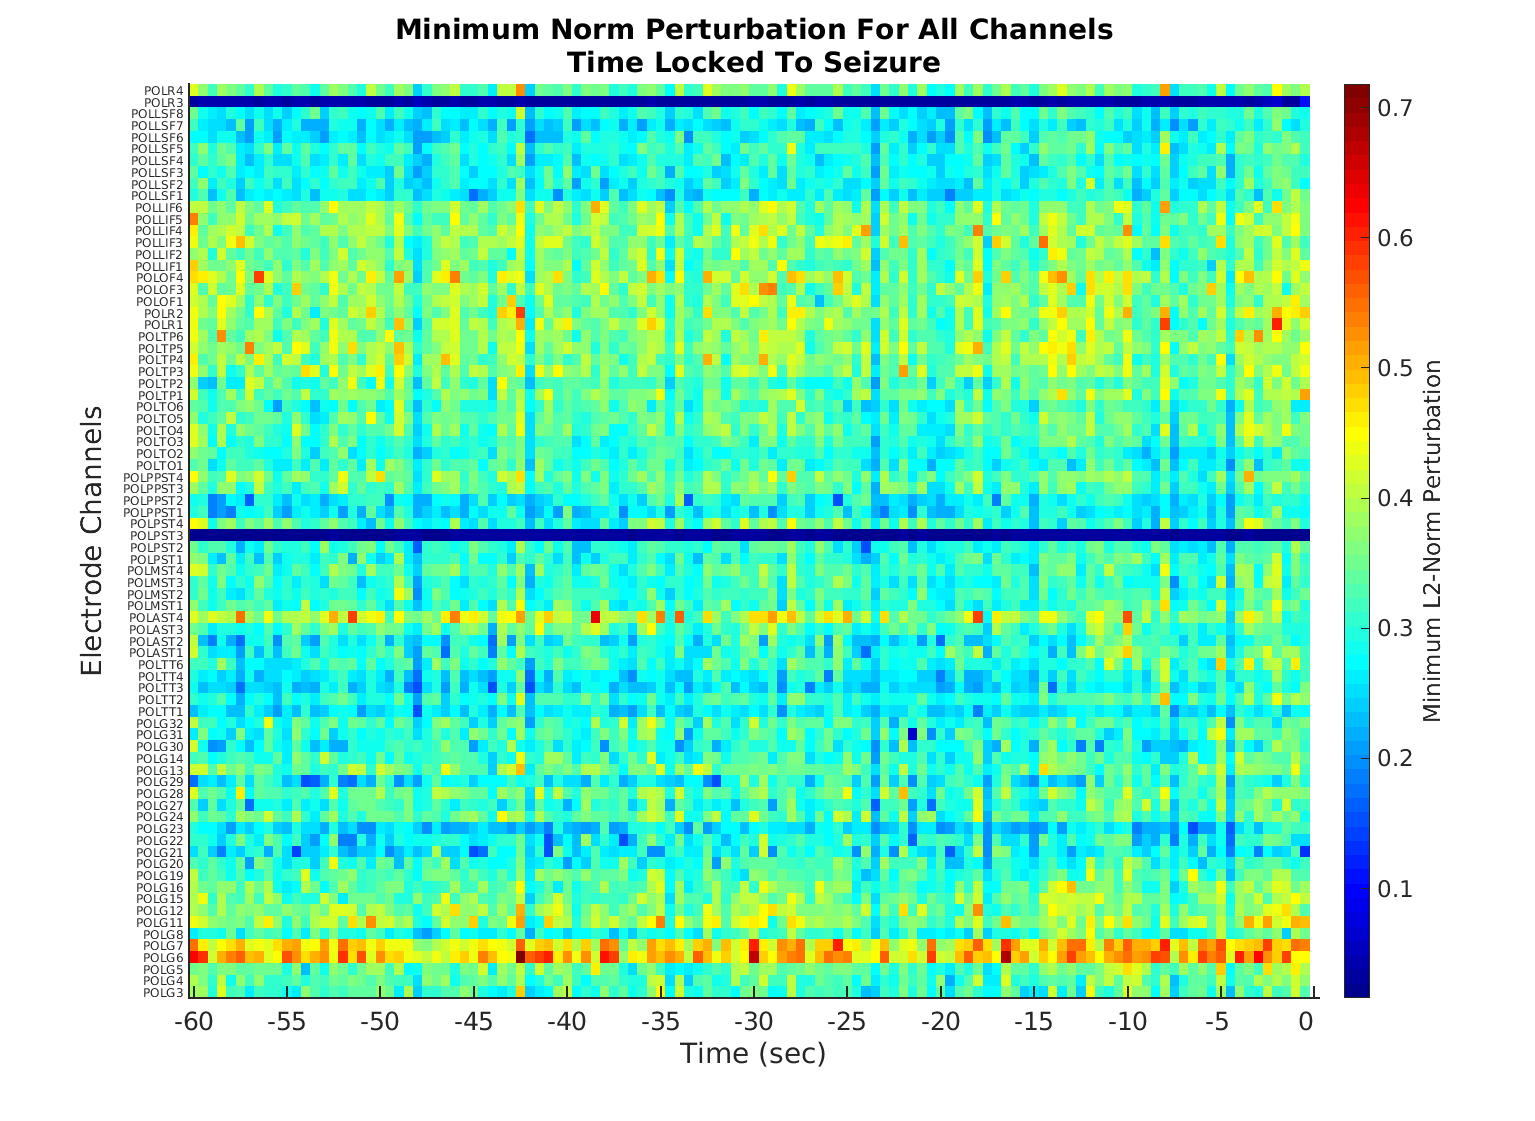 Minimum Norm Perturbation For All Channels
Time Locked To Seizure
Electrode Channels
POLR4
POLR3
POLLSF8
POLLSF7
POLLSF6
POLLSF5
POLLSF4
POLLSF3
POLLSF2
POLLSF1
POLLIF6
POLLIF5
POLLIF4
POLLIF3
POLLIF2
POLLIF1
POLOF4
POLOF3
POLOF1
POLR2
POLR1
POLTP6
POLTP5
POLTP4
POLTP3
POLTP2
POLTP1
POLTO6
POLTO5
POLTO4
POLTO3
POLTO2
POLTO1
POLPPST4
POLPPST3
POLPPST2
POLPPST1
POLPST4
POLPST3
POLPST2
POLPST1
POLMST4
POLMST3
POLMST2
POLMST1
POLAST4
POLAST3
POLAST2
POLAST1
POLTT6
POLTT4
POLTT3
POLTT2
POLTT1
POLG32
POLG31
POLG30
POLG14
POLG13
POLG29
POLG28
POLG27
POLG24
POLG23
POLG22
POLG21
POLG20
POLG19
POLG16
POLG15
POLG12
POLG11
POLG8
POLG7
POLG6
POLG5
POLG4
POLG3
-60 -55 -50 -45 -40 -35 -30 -25 -20 -15 -10 -5 0
Time (sec)
0.7
0.6
0.5
0.4
0.3
0.2
0.1
Minimum L2-Norm Perturbation